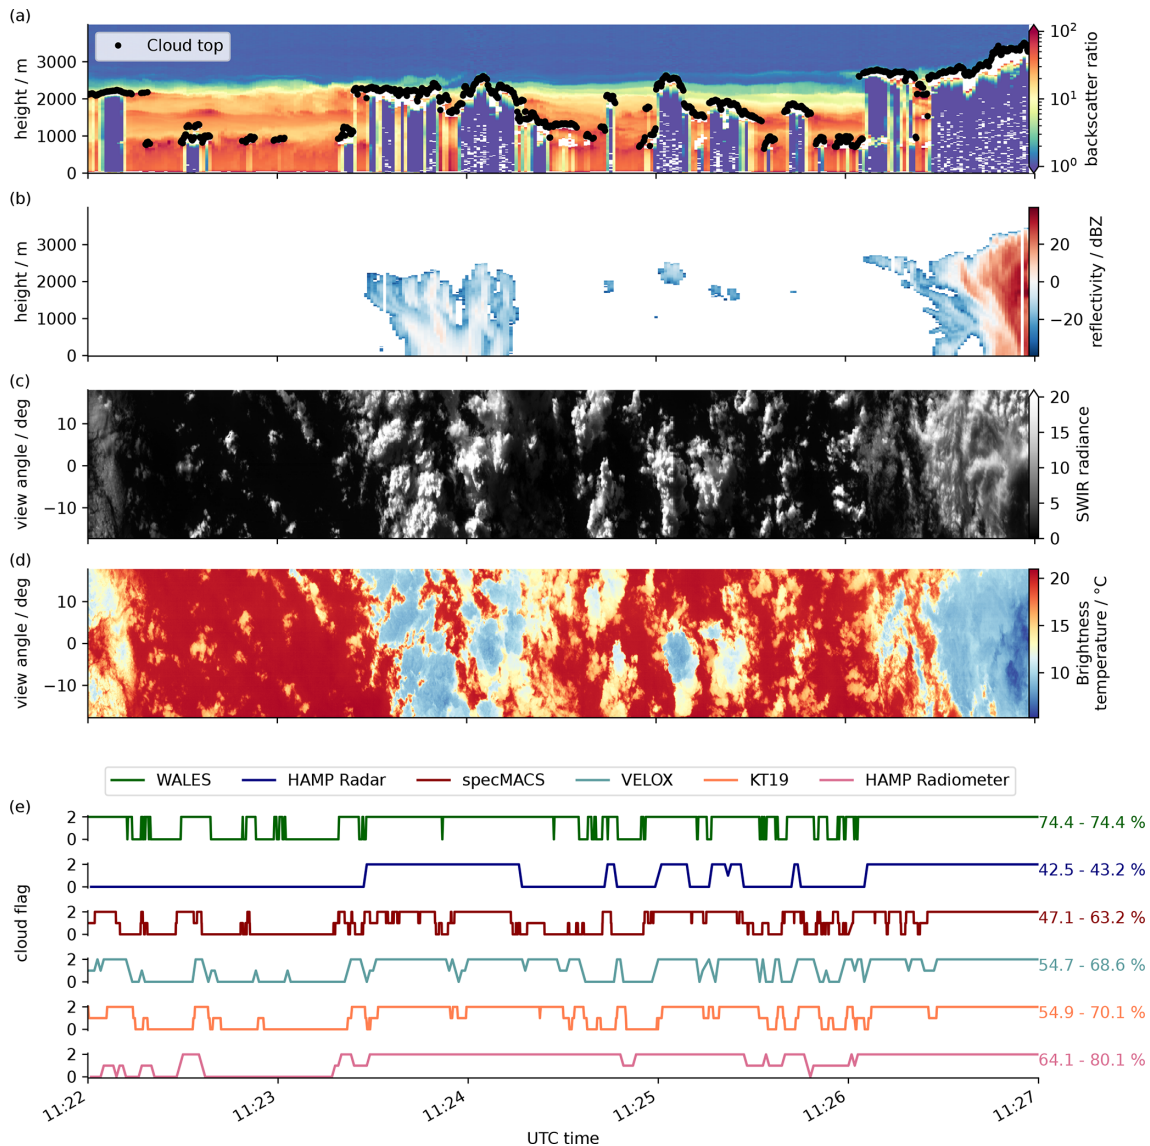 (a)
Cloud top
height / m
3000
2000
1000
0
10²
10¹
10⁰
backscatter ratio
(b)
height / m
3000
2000
1000
0
20
0
−20
reflectivity / dBZ
(c)
view angle / deg
10
0
−10
20
15
10
5
0
SWIR radiance
(d)
view angle / deg
10
0
−10
20
15
10
Brightness
temperature / °C
WALES HAMP Radar specMACS VELOX KT19 HAMP Radiometer
(e)
cloud flag
2
0
74.4 - 74.4 %
2
0
42.5 - 43.2 %
2
0
47.1 - 63.2 %
2
0
54.7 - 68.6 %
2
0
54.9 - 70.1 %
2
0
64.1 - 80.1 %
11:22 11:23 11:24 11:25 11:26 11:27
UTC time